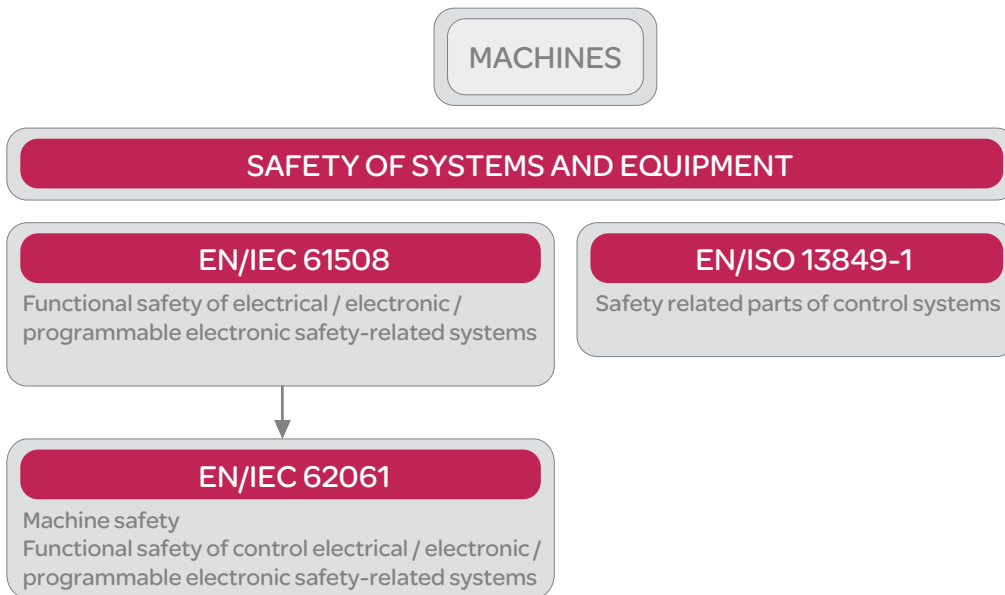 MACHINES
SAFETY OF SYSTEMS AND EQUIPMENT
EN/IEC 61508
Functional safety of electrical / electronic /
programmable electronic safety-related systems
EN/ISO 13849-1
Safety related parts of control systems
EN/IEC 62061
Machine safety
Functional safety of control electrical / electronic /
programmable electronic safety-related systems